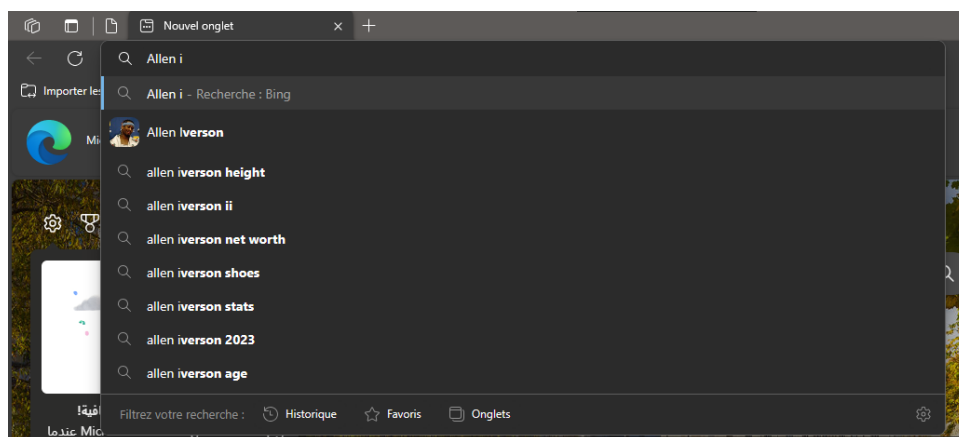 Nouvel onglet
Allen i
Importer les
Allen i - Recherche : Bing
Allen Iverson
allen iverson height
allen iverson ii
allen iverson net worth
allen iverson shoes
allen iverson stats
allen iverson 2023
allen iverson age
Filtrez votre recherche : Historique Favoris Onglets
عندما Mic